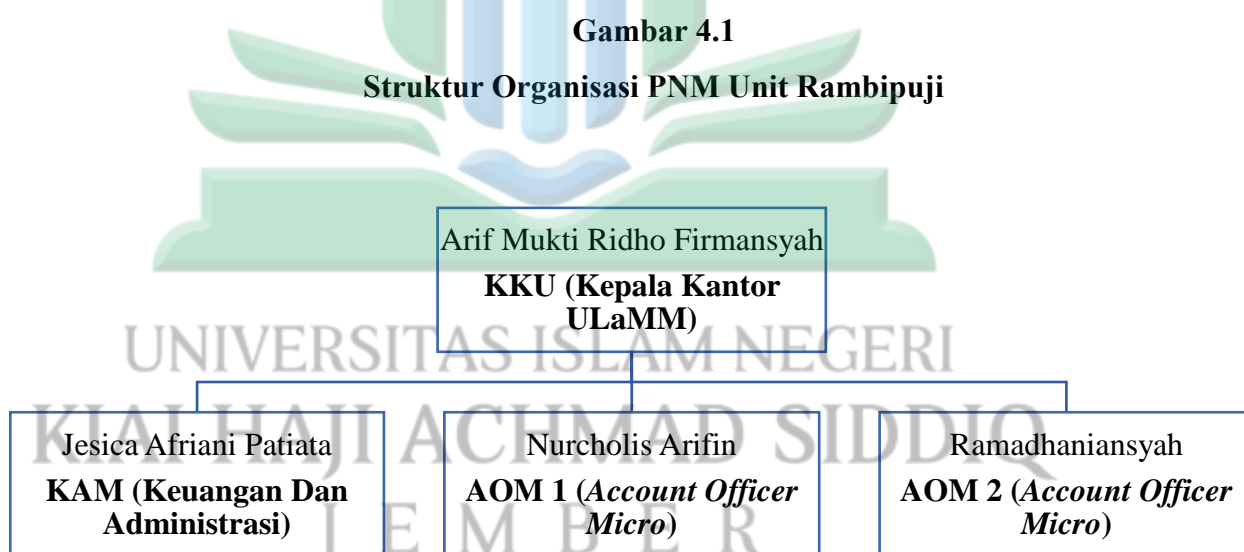 Gambar 4.1
Struktur Organisasi PNM Unit Rambipuji
Arif Mukti Ridho Firmansyah
KKU (Kepala Kantor
ULaMM)
UNIVERSITAS ISLAM NEGERI
KIAI HAJI ACHMAD SIDDIQ
JEMBER
Jesica Afriani Patiata
KAM (Keuangan Dan
Administrasi)
Nurcholis Arifin
AOM 1 (Account Officer
Micro)
Ramadhaniansyah
AOM 2 (Account Officer
Micro)